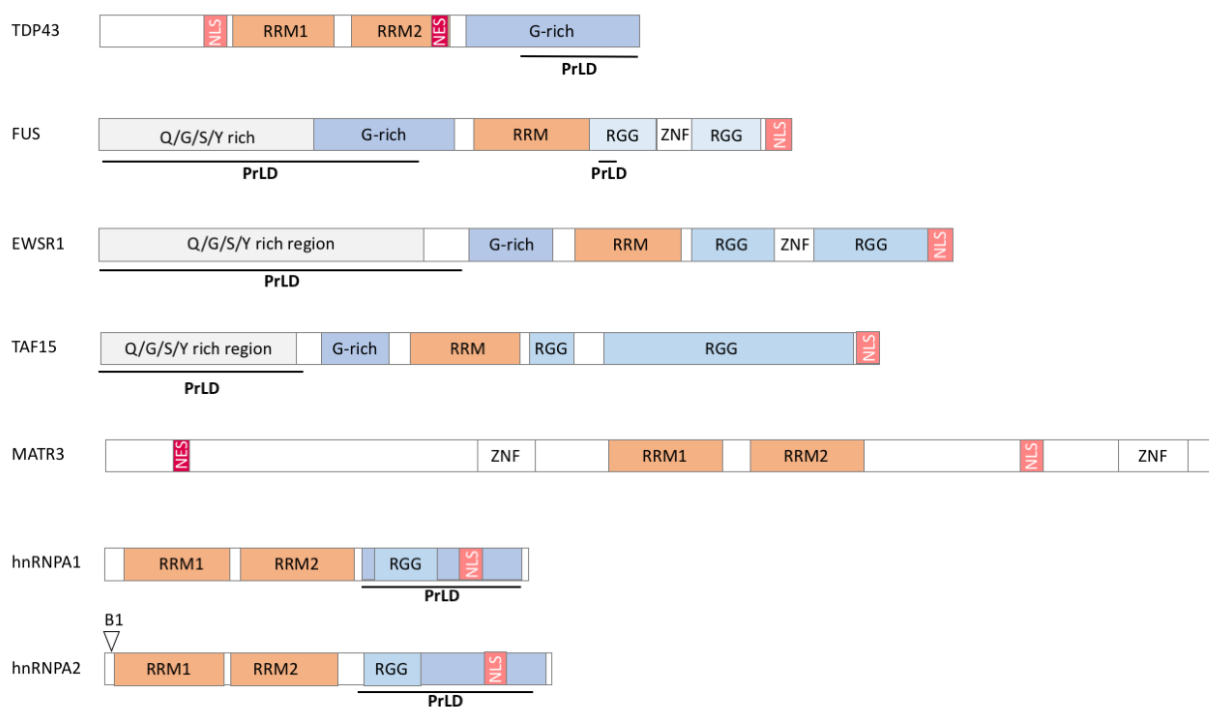 TDP43 NLS RRM1 RRM2 NES G-rich
PrLD
FUS Q/G/S/Y rich G-rich RRM RGG ZNF RGG NLS
PrLD PrLD
EWSR1 Q/G/S/Y rich region G-rich RRM RGG ZNF RGG NLS
PrLD
TAF15 Q/G/S/Y rich region G-rich RRM RGG RGG NLS
PrLD
MATR3 NES ZNF RRM1 RRM2 NLS ZNF
hnRNPA1 RRM1 RRM2 RGG NLS
PrLD
B1
hnRNPA2 RRM1 RRM2 RGG NLS
PrLD